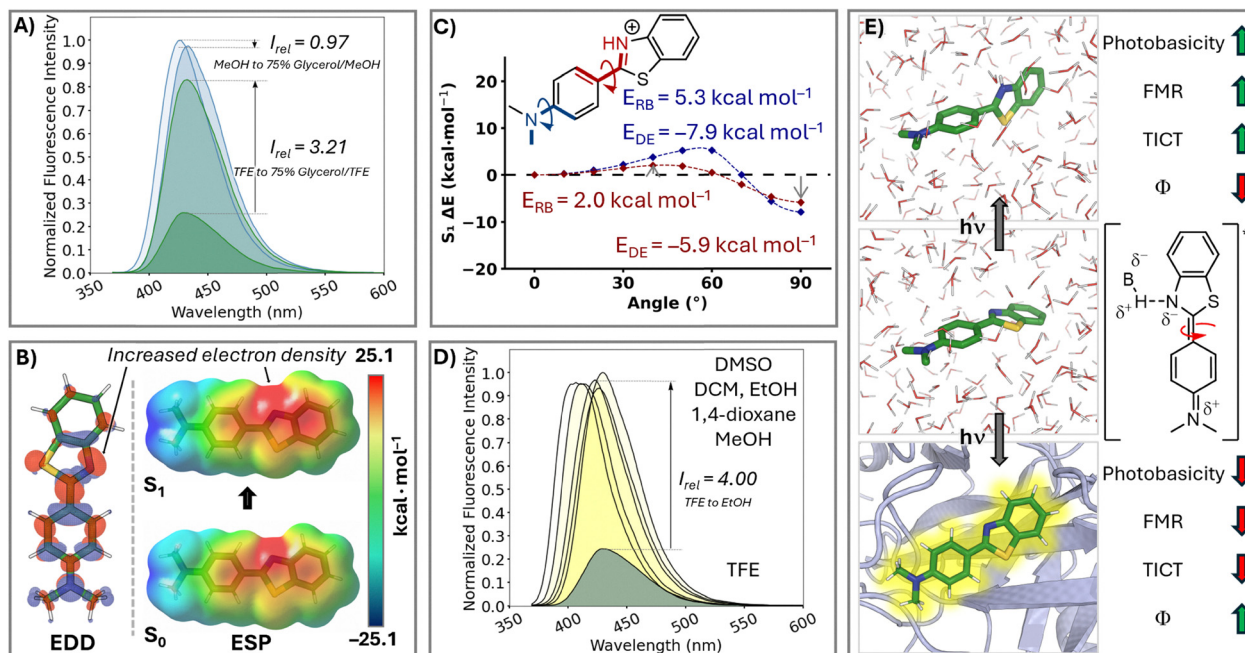 A)
Normalized Fluorescence Intensity
1.0
0.9
0.8
0.7
0.6
0.5
0.4
0.3
0.2
0.1
0.0
I_rel = 0.97
MeOH to 75% Glycerol/MeOH
I_rel = 3.21
TFE to 75% Glycerol/TFE
350 400 450 500 550 600
Wavelength (nm)
B)
Increased electron density
25.1
S₁
S₀
kcal·mol⁻¹
−25.1
EDD
ESP
C)
HN
⊕
S
N
S₁ ΔE (kcal·mol⁻¹)
20
10
0
−10
−20
E_RB = 5.3 kcal mol⁻¹
E_DE = −7.9 kcal mol⁻¹
E_RB = 2.0 kcal mol⁻¹
E_DE = −5.9 kcal mol⁻¹
0 30 60 90
Angle (°)
D)
Normalized Fluorescence Intensity
1.0
0.9
0.8
0.7
0.6
0.5
0.4
0.3
0.2
0.1
0.0
DMSO
DCM, EtOH
1,4-dioxane
MeOH
I_rel = 4.00
TFE to EtOH
TFE
350 400 450 500 550 600
Wavelength (nm)
E)
Photobasicity
FMR
TICT
Φ
hν
*
δ⁻
B
H
δ⁺
N
δ⁻
S
N
δ⁺
hν
Photobasicity
FMR
TICT
Φ